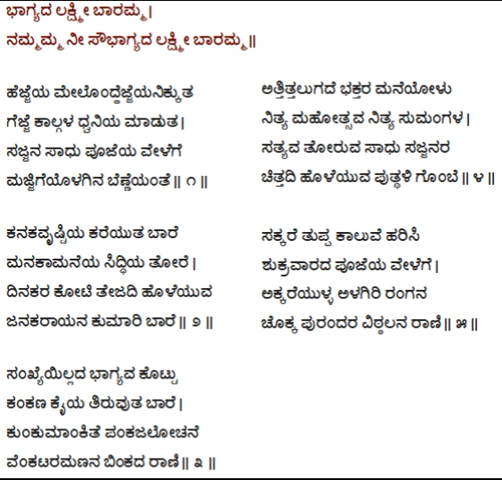 ಭಾಗ್ಯದ ಲಕ್ಷ್ಮೀ ಬಾರಮ್ಮ |
ನಮ್ಮಮ್ಮ ನೀ ಸೌಭಾಗ್ಯದ ಲಕ್ಷ್ಮೀ ಬಾರಮ್ಮ ||
ಹೆಜ್ಜೆಯ ಮೇಲೊಂದ್ಹೆಜ್ಜೆಯನಿಕ್ಕುತ
ಗೆಜ್ಜೆ ಕಾಲ್ಗಳ ಧ್ವನಿಯ ಮಾಡುತ |
ಸಜ್ಜನ ಸಾಧು ಪೂಜೆಯ ವೇಳೆಗೆ
ಮಜ್ಜಿಗೆಯೊಳಗಿನ ಬೆಣ್ಣೆಯಂತೆ || ೧ ||
ಕನಕವೃಷ್ಟಿಯ ಕರೆಯುತ ಬಾರೆ
ಮನಕಾಮನೆಯ ಸಿದ್ಧಿಯ ತೋರೆ |
ದಿನಕರ ಕೋಟಿ ತೇಜದಿ ಹೊಳೆಯುವ
ಜನಕರಾಯನ ಕುಮಾರಿ ಬಾರೆ || ೨ ||
ಸಂಖ್ಯೆಯಿಲ್ಲದ ಭಾಗ್ಯವ ಕೊಟ್ಟು
ಕಂಕಣ ಕೈಯ ತಿರುವುತ ಬಾರೆ |
ಕುಂಕುಮಾಂಕಿತೆ ಪಂಕಜಲೋಚನೆ
ವೆಂಕಟರಮಣನ ಬಿಂಕದ ರಾಣಿ || ೩ ||
ಅತ್ತಿತ್ತಲುಗದೆ ಭಕ್ತರ ಮನೆಯೋಳು
ನಿತ್ಯ ಮಹೋತ್ಸವ ನಿತ್ಯ ಸುಮಂಗಳ |
ಸತ್ಯವ ತೋರುವ ಸಾಧು ಸಜ್ಜನರ
ಚಿತ್ತದಿ ಹೊಳೆಯುವ ಪುತ್ಥಳಿ ಗೊಂಬೆ || ೪ ||
ಸಕ್ಕರೆ ತುಪ್ಪ ಕಾಲುವೆ ಹರಿಸಿ
ಶುಕ್ರವಾರದ ಪೂಜೆಯ ವೇಳೆಗೆ |
ಅಕ್ಕರೆಯುಳ್ಳ ಅಳಗಿರಿ ರಂಗನ
ಚೊಕ್ಕ ಪುರಂದರ ವಿಠ್ಠಲನ ರಾಣಿ || ೫ ||